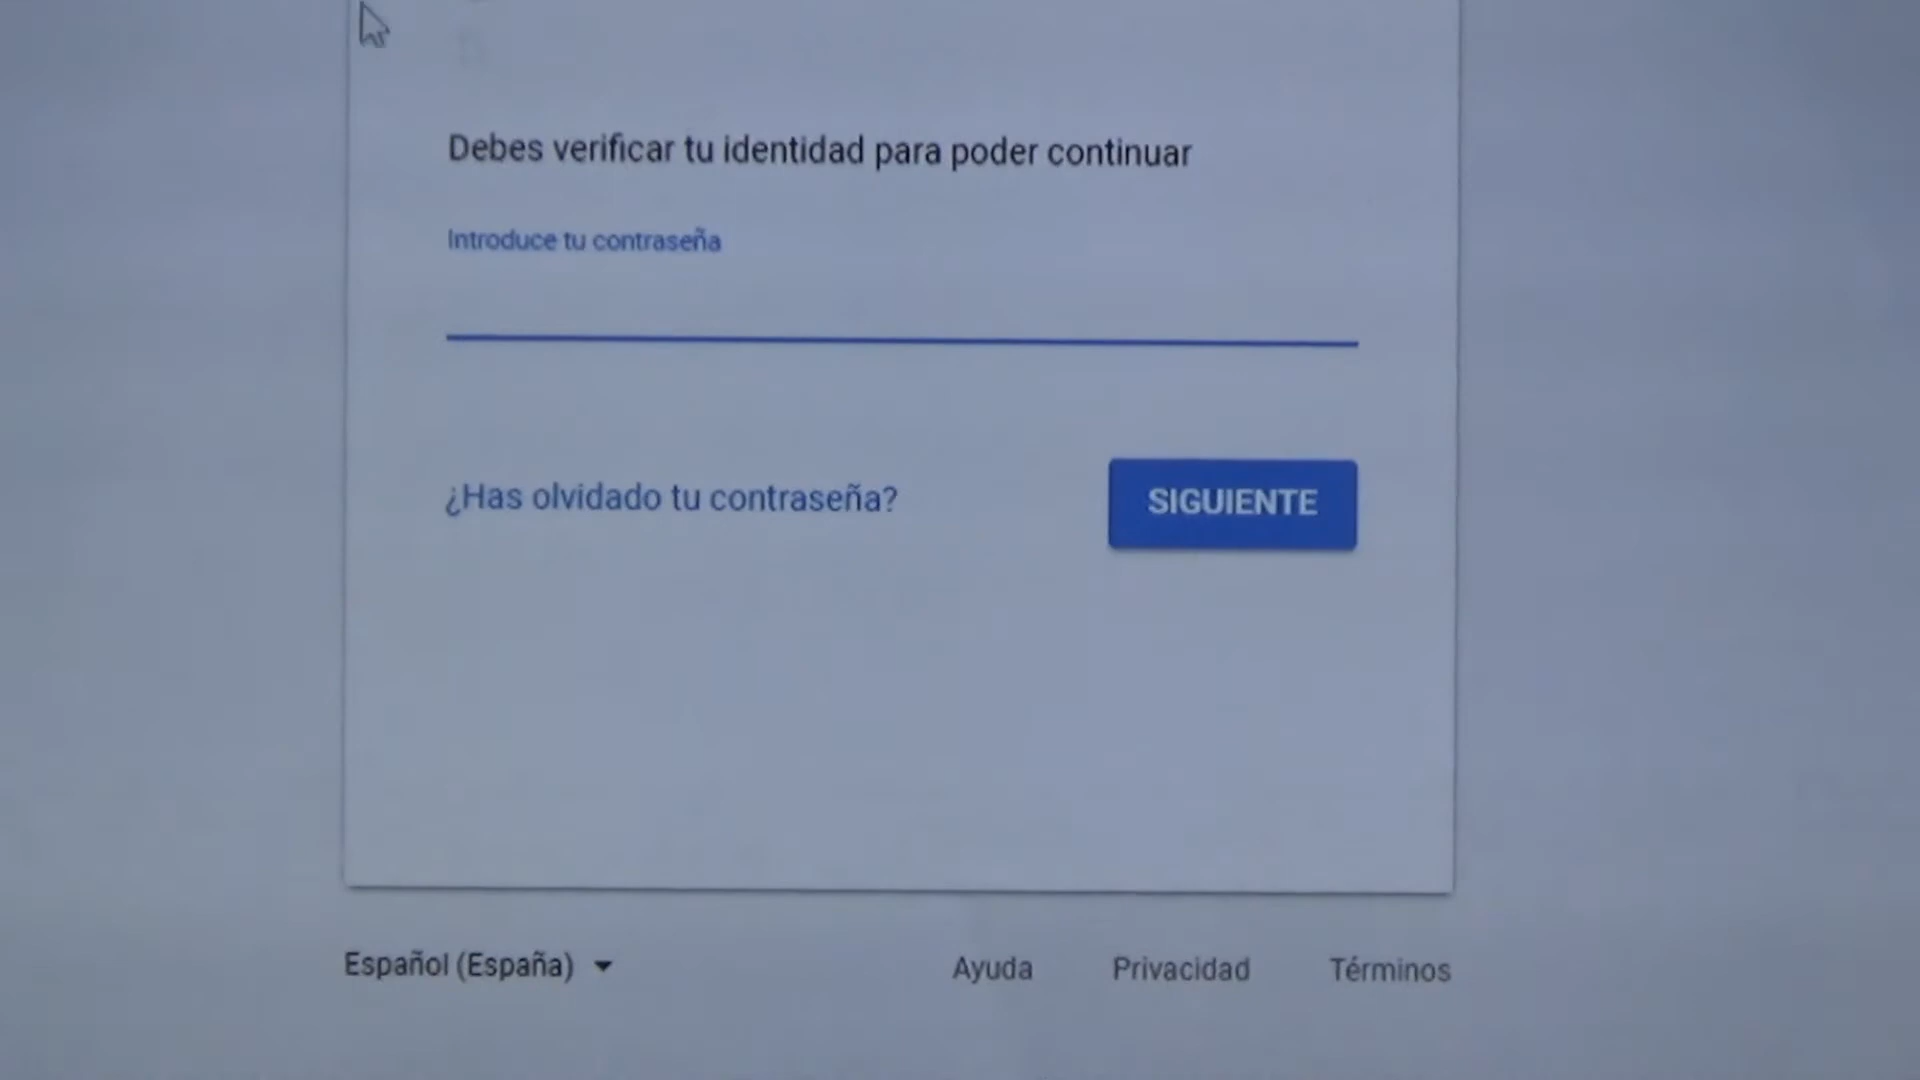 Debes verificar tu identidad para poder continuar
Introduce tu contraseña
¿Has olvidado tu contraseña?
SIGUIENTE
Español (España)
Ayuda
Privacidad
Términos